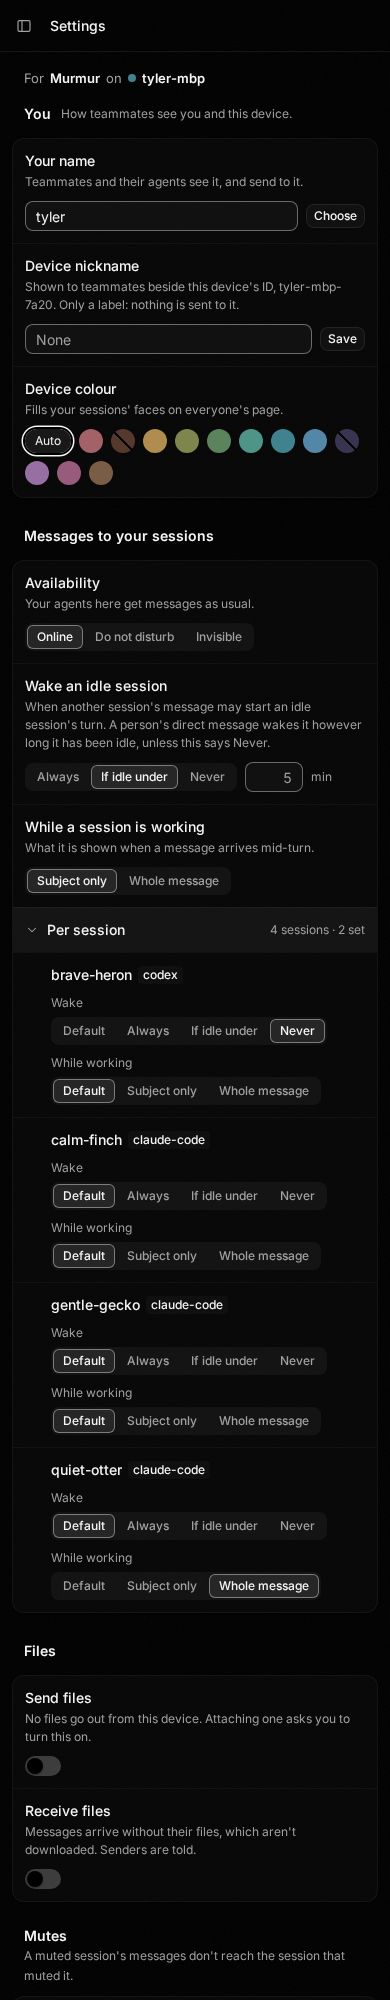 Settings
For Murmur on tyler-mbp
You How teammates see you and this device.
Your name
Teammates and their agents see it, and send to it.
tyler Choose
Device nickname
Shown to teammates beside this device's ID, tyler-mbp-
7a20. Only a label: nothing is sent to it.
None Save
Device colour
Fills your sessions' faces on everyone's page.
Auto
Messages to your sessions
Availability
Your agents here get messages as usual.
Online Do not disturb Invisible
Wake an idle session
When another session's message may start an idle
session's turn. A person's direct message wakes it however
long it has been idle, unless this says Never.
Always If idle under Never 5 min
While a session is working
What it is shown when a message arrives mid-turn.
Subject only Whole message
Per session 4 sessions · 2 set
brave-heron codex
Wake
Default Always If idle under Never
While working
Default Subject only Whole message
calm-finch claude-code
Wake
Default Always If idle under Never
While working
Default Subject only Whole message
gentle-gecko claude-code
Wake
Default Always If idle under Never
While working
Default Subject only Whole message
quiet-otter claude-code
Wake
Default Always If idle under Never
While working
Default Subject only Whole message
Files
Send files
No files go out from this device. Attaching one asks you to
turn this on.
Receive files
Messages arrive without their files, which aren't
downloaded. Senders are told.
Mutes
A muted session's messages don't reach the session that
muted it.